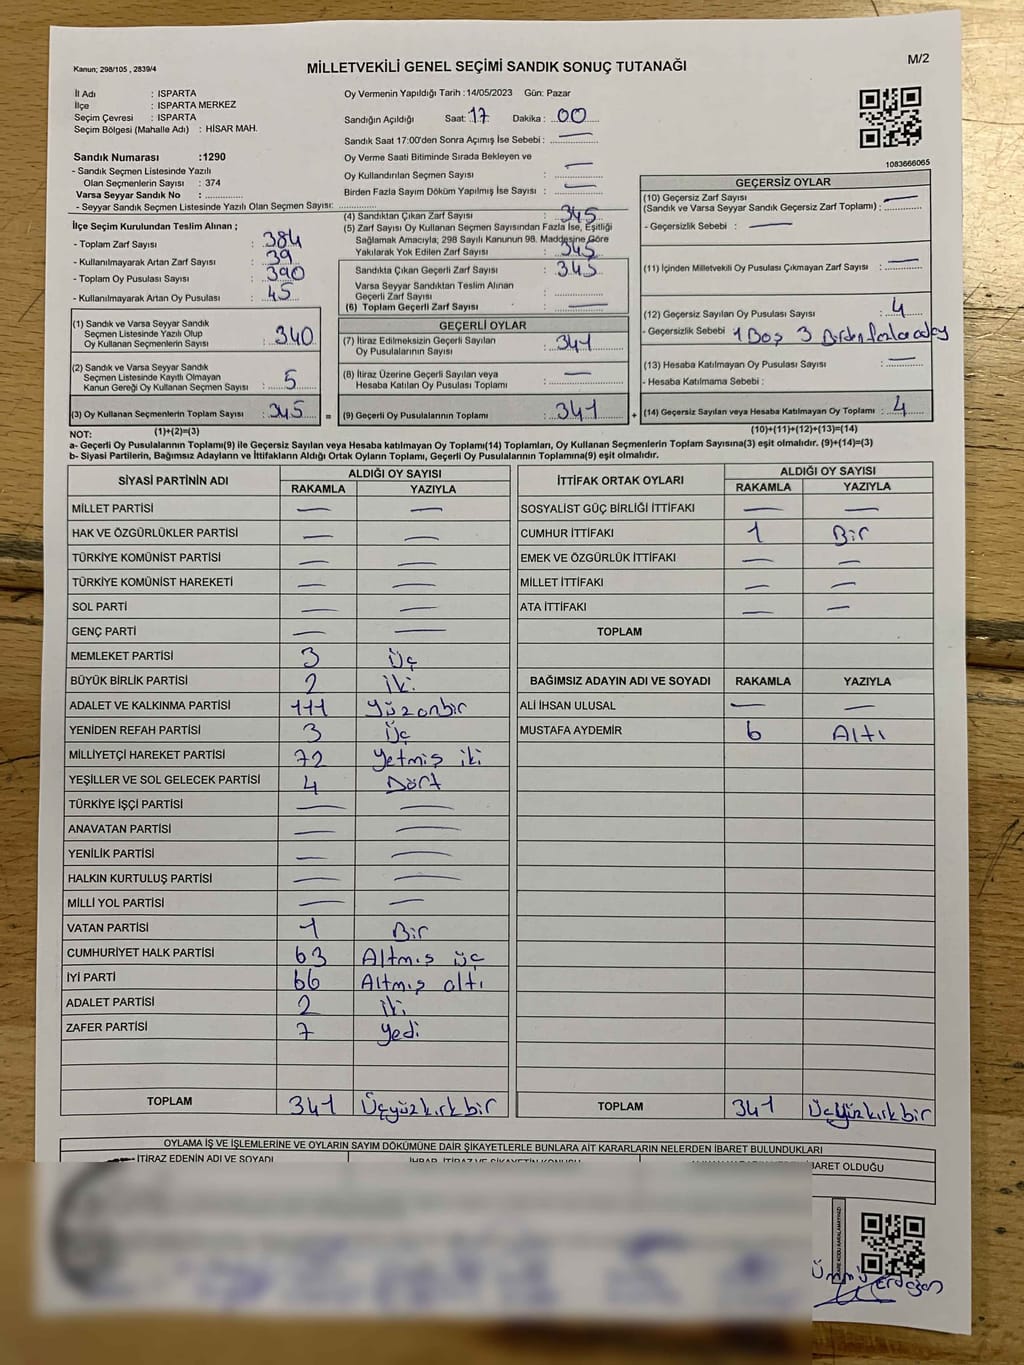 Kanun; 298/105 , 2839/4
MİLLETVEKİLİ GENEL SEÇİMİ SANDIK SONUÇ TUTANAĞI
M/2
İl Adı : ISPARTA
İlçe : ISPARTA MERKEZ
Seçim Çevresi : ISPARTA
Seçim Bölgesi (Mahalle Adı) : HİSAR MAH.
Sandık Numarası :1290
- Sandık Seçmen Listesinde Yazılı
Olan Seçmenlerin Sayısı : 374
Varsa Seyyar Sandık No :
- Seyyar Sandık Seçmen Listesinde Yazılı Olan Seçmen Sayısı:
Oy Vermenin Yapıldığı Tarih :14/05/2023 Gün: Pazar
Sandığın Açıldığı Saat: 17 Dakika : 00
Sandık Saat 17:00'den Sonra Açımış İse Sebebi : —
Oy Verme Saati Bitiminde Sırada Bekleyen ve
Oy Kullandırılan Seçmen Sayısı : —
Birden Fazla Sayım Döküm Yapılmış İse Sayısı : —
1083666065
İlçe Seçim Kurulundan Teslim Alınan ;
- Toplam Zarf Sayısı : 384
- Kullanılmayarak Artan Zarf Sayısı : 39
- Toplam Oy Pusulası Sayısı : 390
- Kullanılmayarak Artan Oy Pusulası : 45
(1) Sandık ve Varsa Seyyar Sandık
Seçmen Listesinde Yazılı Olup
Oy Kullanan Seçmenlerin Sayısı : 340
(2) Sandık ve Varsa Seyyar Sandık
Seçmen Listesinde Kayıtlı Olmayan
Kanun Gereği Oy Kullanan Seçmen Sayısı : 5
(3) Oy Kullanan Seçmenlerin Toplam Sayısı : 345 =
(1)+(2)=(3)
(4) Sandıktan Çıkan Zarf Sayısı : 345
(5) Zarf Sayısı Oy Kullanan Seçmen Sayısından Fazla İse, Eşitliği
Sağlamak Amacıyla; 298 Sayılı Kanunun 98. Maddesine Göre
Yakılarak Yok Edilen Zarf Sayısı : 345
Sandıkta Çıkan Geçerli Zarf Sayısı : 345
Varsa Seyyar Sandıktan Teslim Alınan
Geçerli Zarf Sayısı :
(6) Toplam Geçerli Zarf Sayısı : —
GEÇERLİ OYLAR
(7) İtiraz Edilmeksizin Geçerli Sayılan
Oy Pusulalarının Sayısı : 341
(8) İtiraz Üzerine Geçerli Sayılan veya
Hesaba Katılan Oy Pusulası Toplamı : —
(9) Geçerli Oy Pusulalarının Toplamı : 341 +
GEÇERSİZ OYLAR
(10) Geçersiz Zarf Sayısı
(Sandık ve Varsa Seyyar Sandık Geçersiz Zarf Toplamı) : —
- Geçersizlik Sebebi : —
(11) İçinden Milletvekili Oy Pusulası Çıkmayan Zarf Sayısı : —
(12) Geçersiz Sayılan Oy Pusulası Sayısı : 4
- Geçersizlik Sebebi 1 Boş 3 Birden fazla aday
(13) Hesaba Katılmayan Oy Pusulası Sayısı : —
- Hesaba Katılmama Sebebi :
(14) Geçersiz Sayılan veya Hesaba Katılmayan Oy Toplamı : 4
(10)+(11)+(12)+(13)=(14)
NOT:
a- Geçerli Oy Pusulalarının Toplamı(9) ile Geçersiz Sayılan veya Hesaba katılmayan Oy Toplamı(14) Toplamları, Oy Kullanan Seçmenlerin Toplam Sayısına(3) eşit olmalıdır. (9)+(14)=(3)
b- Siyasi Partilerin, Bağımsız Adayların ve İttifakların Aldığı Ortak Oyların Toplamı, Geçerli Oy Pusulalarının Toplamına(9) eşit olmalıdır.
SİYASİ PARTİNİN ADI ALDIĞI OY SAYISI
RAKAMLA YAZIYLA
MİLLET PARTİSİ — —
HAK VE ÖZGÜRLÜKLER PARTİSİ — —
TÜRKİYE KOMÜNİST PARTİSİ — —
TÜRKİYE KOMÜNİST HAREKETİ — —
SOL PARTİ — —
GENÇ PARTİ — —
MEMLEKET PARTİSİ 3 Üç
BÜYÜK BİRLİK PARTİSİ 2 İki
ADALET VE KALKINMA PARTİSİ 111 Yüzonbir
YENİDEN REFAH PARTİSİ 3 Üç
MİLLİYETÇİ HAREKET PARTİSİ 72 Yetmiş iki
YEŞİLLER VE SOL GELECEK PARTİSİ 4 Dört
TÜRKİYE İŞÇİ PARTİSİ — —
ANAVATAN PARTİSİ — —
YENİLİK PARTİSİ — —
HALKIN KURTULUŞ PARTİSİ — —
MİLLİ YOL PARTİSİ — —
VATAN PARTİSİ 1 Bir
CUMHURİYET HALK PARTİSİ 63 Altmış üç
İYİ PARTİ 66 Altmış altı
ADALET PARTİSİ 2 İki
ZAFER PARTİSİ 7 Yedi
TOPLAM 341 Üçyüzkırkbir
İTTİFAK ORTAK OYLARI ALDIĞI OY SAYISI
RAKAMLA YAZIYLA
SOSYALİST GÜÇ BİRLİĞİ İTTİFAKI — —
CUMHUR İTTİFAKI 1 Bir
EMEK VE ÖZGÜRLÜK İTTİFAKI — —
MİLLET İTTİFAKI — —
ATA İTTİFAKI — —
TOPLAM
BAĞIMSIZ ADAYIN ADI VE SOYADI RAKAMLA YAZIYLA
ALİ İHSAN ULUSAL — —
MUSTAFA AYDEMİR 6 Altı
TOPLAM 341 Üçyüzkırkbir
OYLAMA İŞ VE İŞLEMLERİNE VE OYLARIN SAYIM DÖKÜMÜNE DAİR ŞİKAYETLERLE BUNLARA AİT KARARLARIN NELERDEN İBARET BULUNDUKLARI
İTİRAZ EDENİN ADI VE SOYADI
İHBAR, İTİRAZ VE ŞİKAYETİN KONUSU
İBARET OLDUĞU
Ümmü Erdoğan